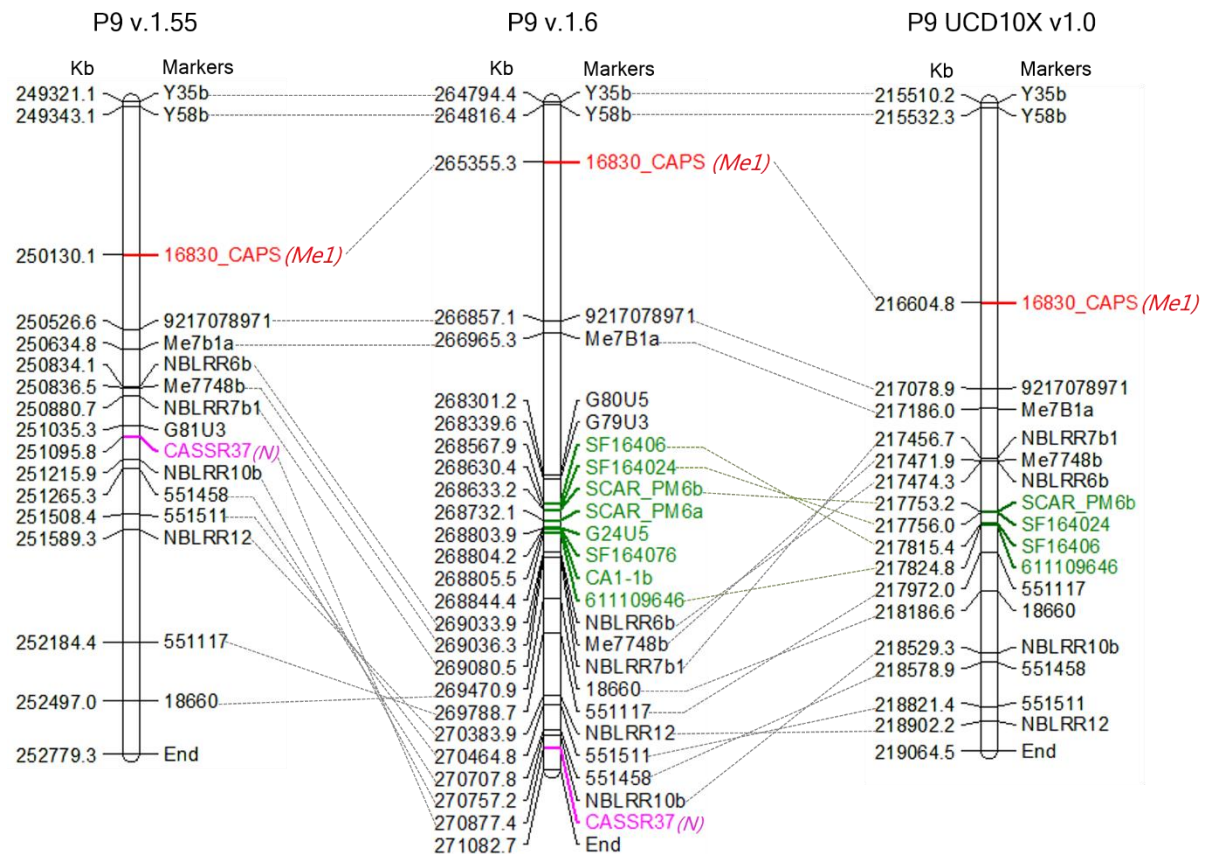 P9 v.1.55
Kb Markers
249321.1 Y35b
249343.1 Y58b
250130.1 16830_CAPS (Me1)
250526.6 9217078971
250634.8 Me7b1a
250834.1 NBLRR6b
250836.5 Me7748b
250880.7 NBLRR7b1
251035.3 G81U3
251095.8 CASSR37 (N)
251215.9 NBLRR10b
251265.3 551458
251508.4 551511
251589.3 NBLRR12
252184.4 551117
252497.0 18660
252779.3 End
P9 v.1.6
Kb Markers
264794.4 Y35b
264816.4 Y58b
265355.3 16830_CAPS (Me1)
266857.1 9217078971
266965.3 Me7B1a
268301.2 G80U5
268339.6 G79U3
268567.9 SF16406
268630.4 SF164024
268633.2 SCAR_PM6b
268732.1 SCAR_PM6a
268803.9 G24U5
268804.2 SF164076
268805.5 CA1-1b
268844.4 611109646
269033.9 NBLRR6b
269036.3 Me7748b
269080.5 NBLRR7b1
269470.9 18660
269788.7 551117
270383.9 NBLRR12
270464.8 551511
270707.8 551458
270757.2 NBLRR10b
270877.4 CASSR37 (N)
271082.7 End
P9 UCD10X v1.0
Kb Markers
215510.2 Y35b
215532.3 Y58b
216604.8 16830_CAPS (Me1)
217078.9 9217078971
217186.0 Me7B1a
217456.7 NBLRR7b1
217471.9 Me7748b
217474.3 NBLRR6b
217753.2 SCAR_PM6b
217756.0 SF164024
217815.4 SF16406
217824.8 611109646
217972.0 551117
218186.6 18660
218529.3 NBLRR10b
218578.9 551458
218821.4 551511
218902.2 NBLRR12
219064.5 End